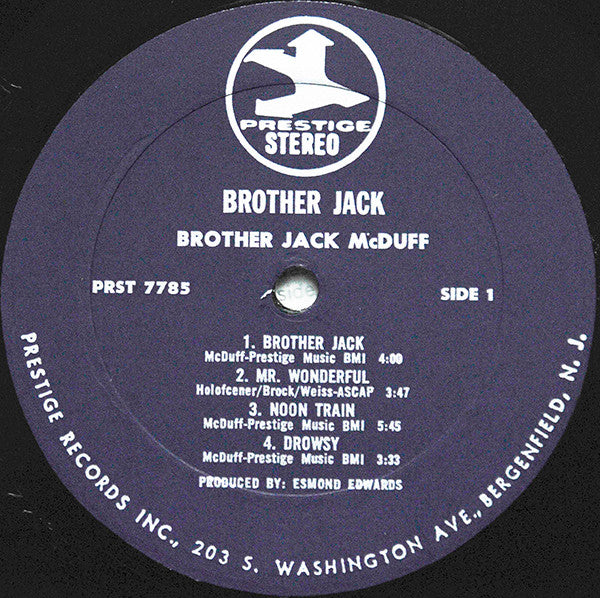 PRESTIGE
STEREO
BROTHER JACK
BROTHER JACK McDUFF
PRST 7785
SIDE 1
side
1. BROTHER JACK
McDuff-Prestige Music BMI 4:00
2. MR. WONDERFUL
Holofcener/Brock/Weiss-ASCAP 3:47
3. NOON TRAIN
McDuff-Prestige Music BMI 5:45
4. DROWSY
McDuff-Prestige Music BMI 3:33
PRODUCED BY: ESMOND EDWARDS
PRESTIGE RECORDS INC., 203 S. WASHINGTON AVE., BERGENFIELD, N. J.